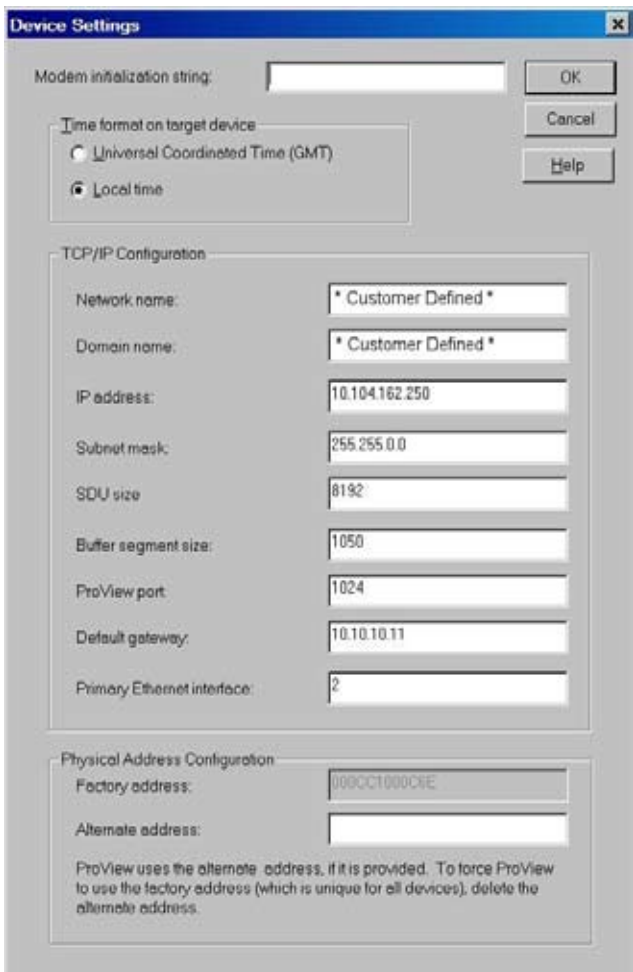 Device Settings
Modem initialization string:
OK
Time format on target device
Cancel
Universal Coordinated Time (GMT)
Help
Local time
TCP/IP Configuration
Network name: * Customer Defined *
Domain name: * Customer Defined *
IP address: 10.104.162.250
Subnet mask: 255.255.0.0
SDU size 8192
Buffer segment size: 1050
ProView port 1024
Default gateway: 10.10.10.11
Primary Ethernet interface: 2
Physical Address Configuration
Factory address: 000CC1000C6E
Alternate address:
ProView uses the alternate address, if it is provided. To force ProView
to use the factory address (which is unique for all devices), delete the
alternate address.